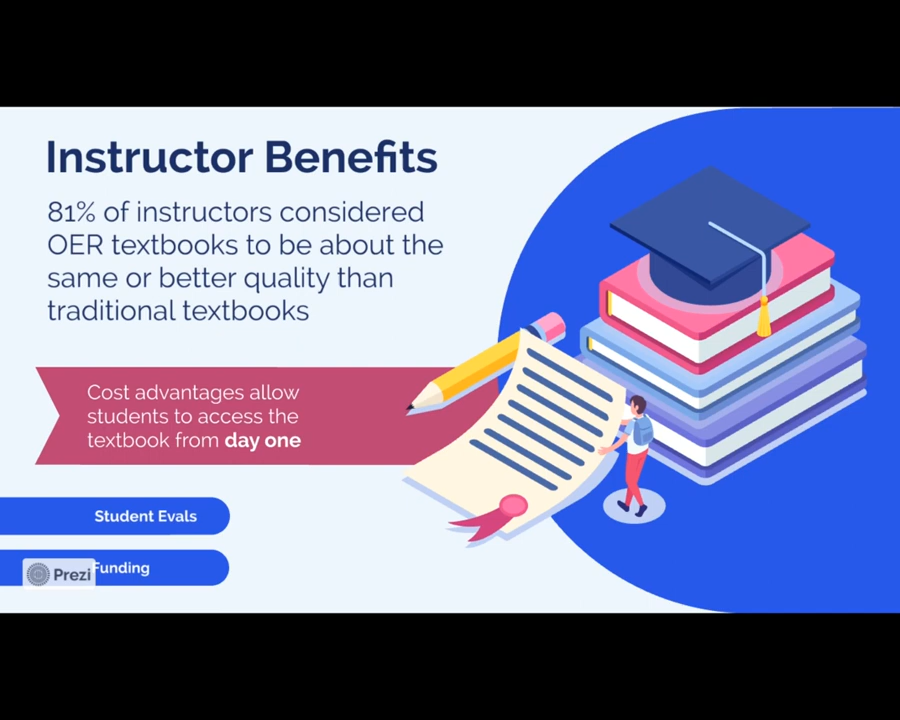 Instructor Benefits
81% of instructors considered
OER textbooks to be about the
same or better quality than
traditional textbooks
Cost advantages allow
students to access the
textbook from day one
Student Evals
Funding
Prezi